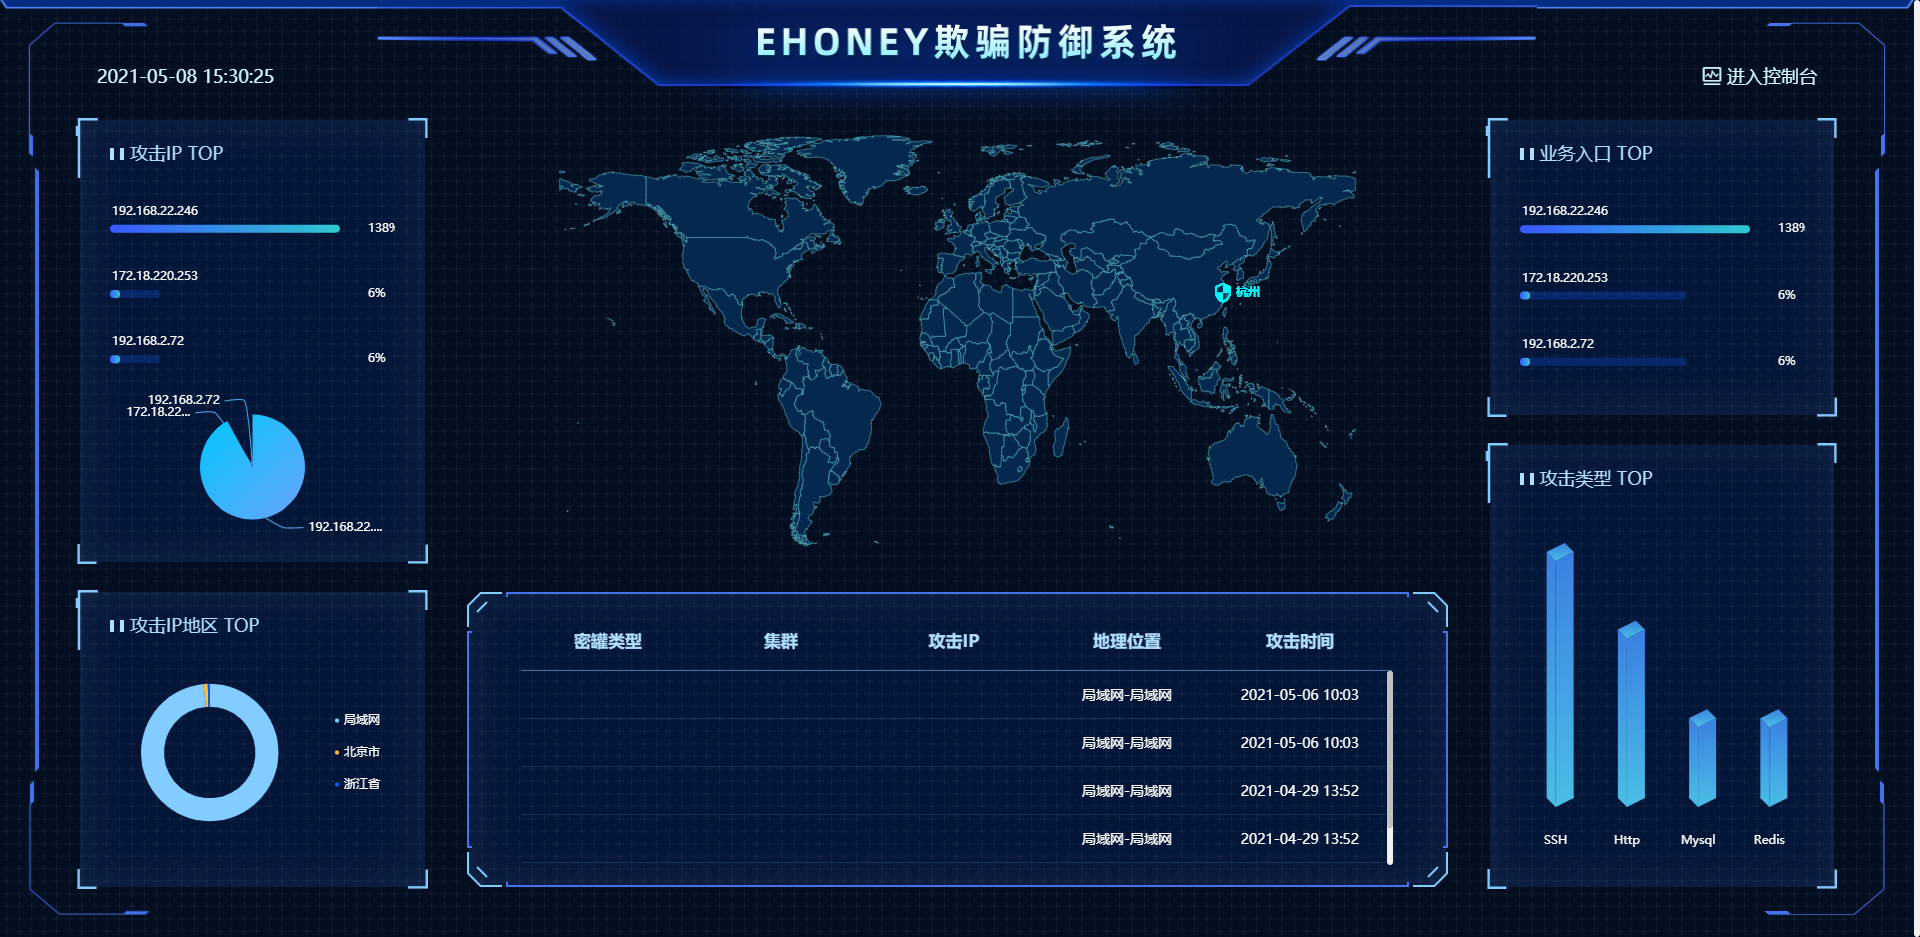 EHONEY欺骗防御系统
2021-05-08 15:30:25
进入控制台
攻击IP TOP
192.168.22.246
1389
172.18.220.253
6%
192.168.2.72
6%
192.168.2.72
172.18.22...
192.168.22....
攻击IP地区 TOP
局域网
北京市
浙江省
杭州
密罐类型 集群 攻击IP 地理位置 攻击时间
局域网-局域网 2021-05-06 10:03
局域网-局域网 2021-05-06 10:03
局域网-局域网 2021-04-29 13:52
局域网-局域网 2021-04-29 13:52
业务入口 TOP
192.168.22.246
1389
172.18.220.253
6%
192.168.2.72
6%
攻击类型 TOP
SSH Http Mysql Redis